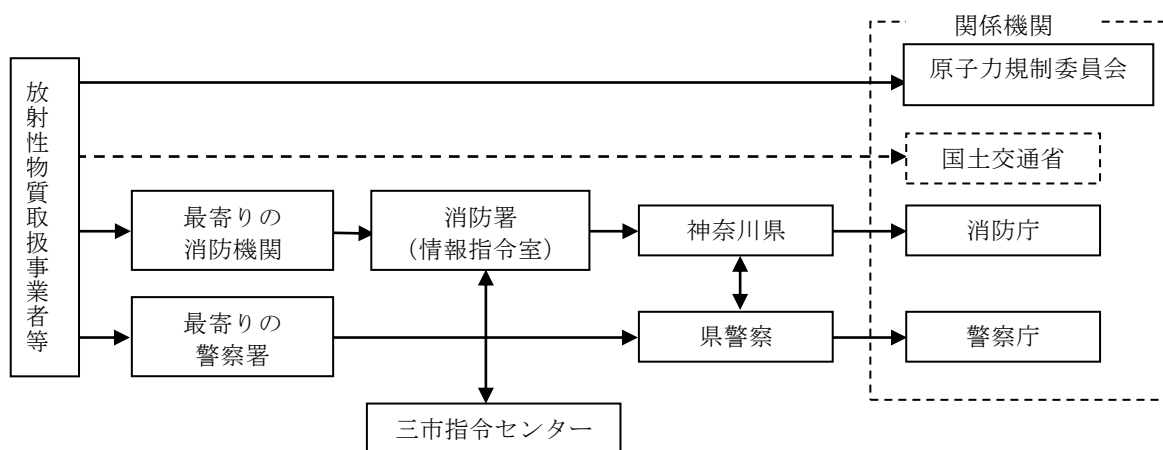 関係機関
放射性物質取扱事業者等
原子力規制委員会
国土交通省
最寄りの
消防機関
消防署
（情報指令室）
神奈川県
消防庁
最寄りの
警察署
県警察
警察庁
三市指令センター